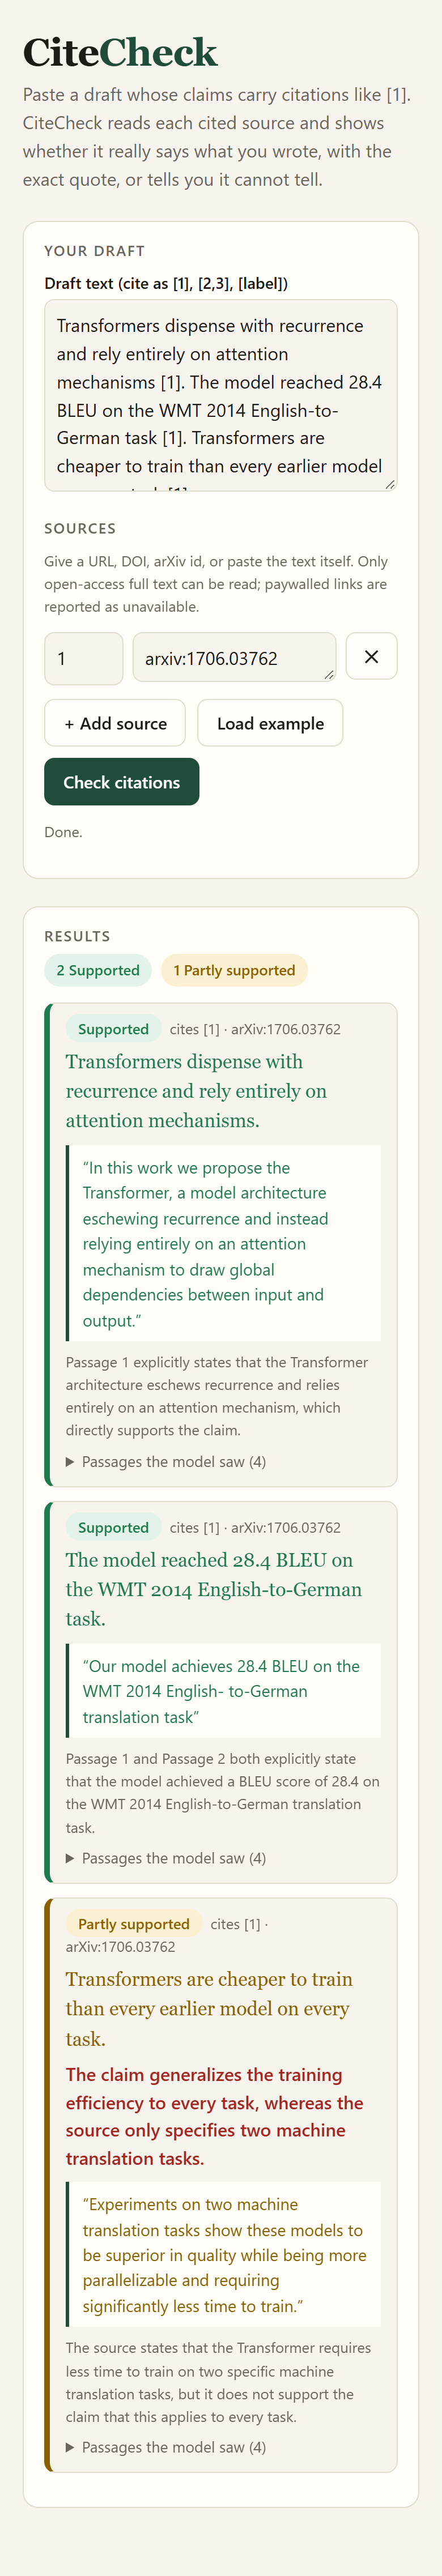 CiteCheck
Paste a draft whose claims carry citations like [1].
CiteCheck reads each cited source and shows
whether it really says what you wrote, with the
exact quote, or tells you it cannot tell.
YOUR DRAFT
Draft text (cite as [1], [2,3], [label])
Transformers dispense with recurrence
and rely entirely on attention
mechanisms [1]. The model reached 28.4
BLEU on the WMT 2014 English-to-
German task [1]. Transformers are
cheaper to train than every earlier model
SOURCES
Give a URL, DOI, arXiv id, or paste the text itself. Only
open-access full text can be read; paywalled links are
reported as unavailable.
1
arxiv:1706.03762
+ Add source
Load example
Check citations
Done.
RESULTS
2 Supported
1 Partly supported
Supported cites [1] · arXiv:1706.03762
Transformers dispense with
recurrence and rely entirely on
attention mechanisms.
“In this work we propose the
Transformer, a model architecture
eschewing recurrence and instead
relying entirely on an attention
mechanism to draw global
dependencies between input and
output.”
Passage 1 explicitly states that the Transformer
architecture eschews recurrence and relies
entirely on an attention mechanism, which
directly supports the claim.
Passages the model saw (4)
Supported cites [1] · arXiv:1706.03762
The model reached 28.4 BLEU on
the WMT 2014 English-to-German
task.
“Our model achieves 28.4 BLEU on the
WMT 2014 English- to-German
translation task”
Passage 1 and Passage 2 both explicitly state
that the model achieved a BLEU score of 28.4 on
the WMT 2014 English-to-German translation
task.
Passages the model saw (4)
Partly supported cites [1] ·
arXiv:1706.03762
Transformers are cheaper to train
than every earlier model on every
task.
The claim generalizes the training
efficiency to every task, whereas the
source only specifies two machine
translation tasks.
“Experiments on two machine
translation tasks show these models to
be superior in quality while being more
parallelizable and requiring
significantly less time to train.”
The source states that the Transformer requires
less time to train on two specific machine
translation tasks, but it does not support the
claim that this applies to every task.
Passages the model saw (4)